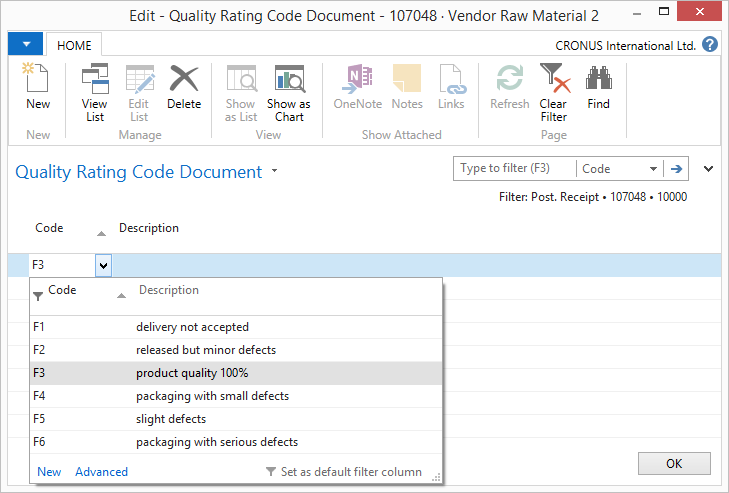 Edit - Quality Rating Code Document - 107048 · Vendor Raw Material 2
HOME
CRONUS International Ltd.
?
New
View List
Edit List
Delete
Show as List
Show as Chart
OneNote
Notes
Links
Refresh
Clear Filter
Find
New
Manage
View
Show Attached
Page
Quality Rating Code Document
Type to filter (F3)
Code
Filter: Post. Receipt • 107048 • 10000
Code Description
F3
Code Description
F1 delivery not accepted
F2 released but minor defects
F3 product quality 100%
F4 packaging with small defects
F5 slight defects
F6 packaging with serious defects
New Advanced Set as default filter column
OK